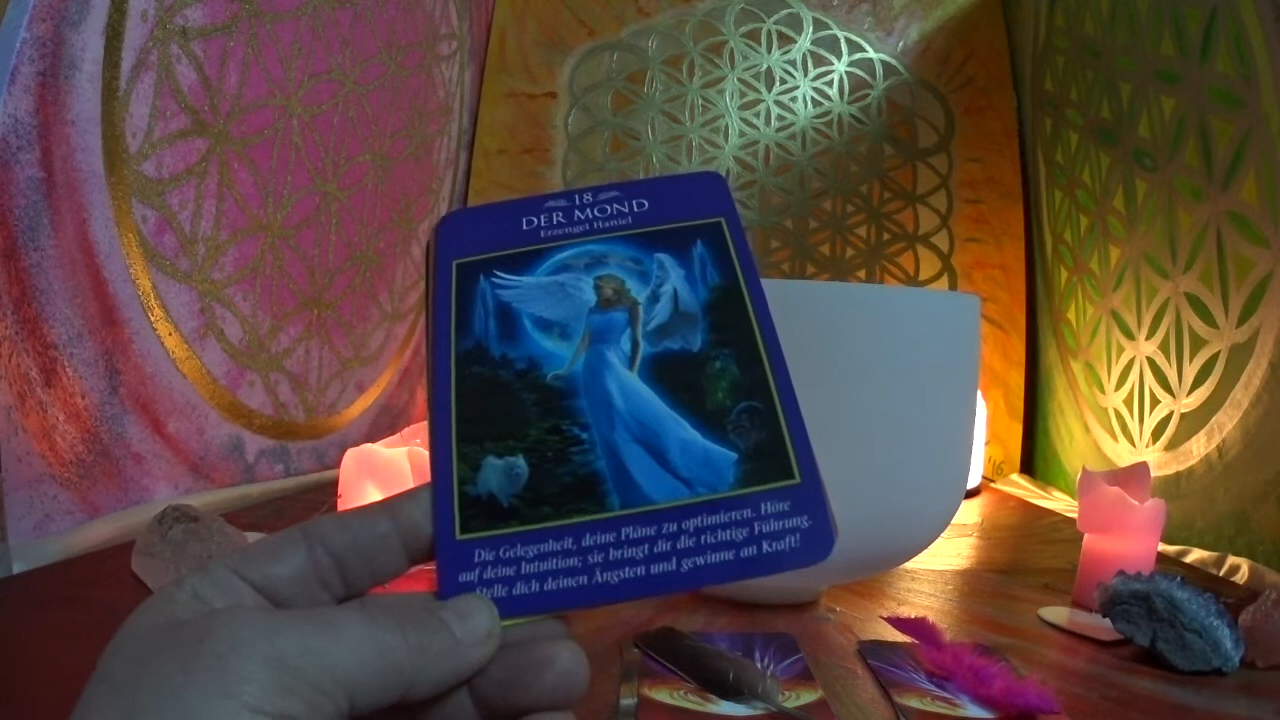 18
DER MOND
Erzengel Haniel
Die Gelegenheit, deine Pläne zu optimieren. Höre
auf deine Intuition; sie bringt dir die richtige Führung.
Stelle dich deinen Ängsten und gewinne an Kraft!
'16